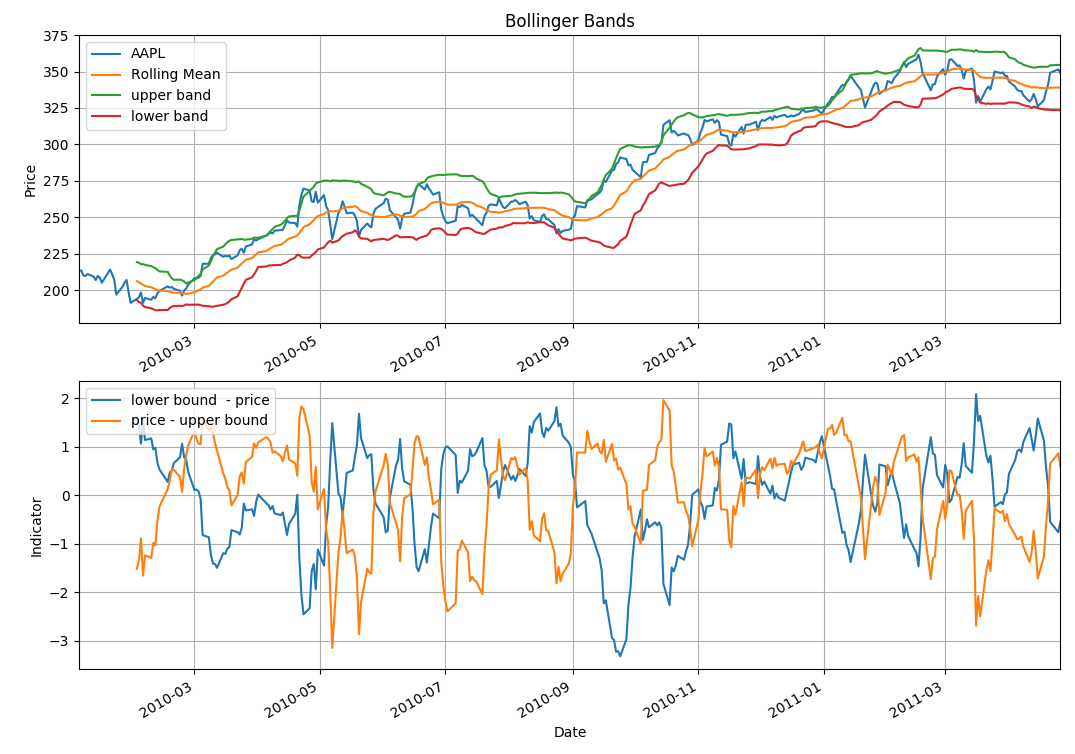 Bollinger Bands
375
350
325
300
275
250
225
200
Price
AAPL
Rolling Mean
upper band
lower band
2010-03
2010-05
2010-07
2010-09
2010-11
2011-01
2011-03
2
1
0
−1
−2
−3
Indicator
lower bound  - price
price - upper bound
2010-03
2010-05
2010-07
2010-09
2010-11
2011-01
2011-03
Date